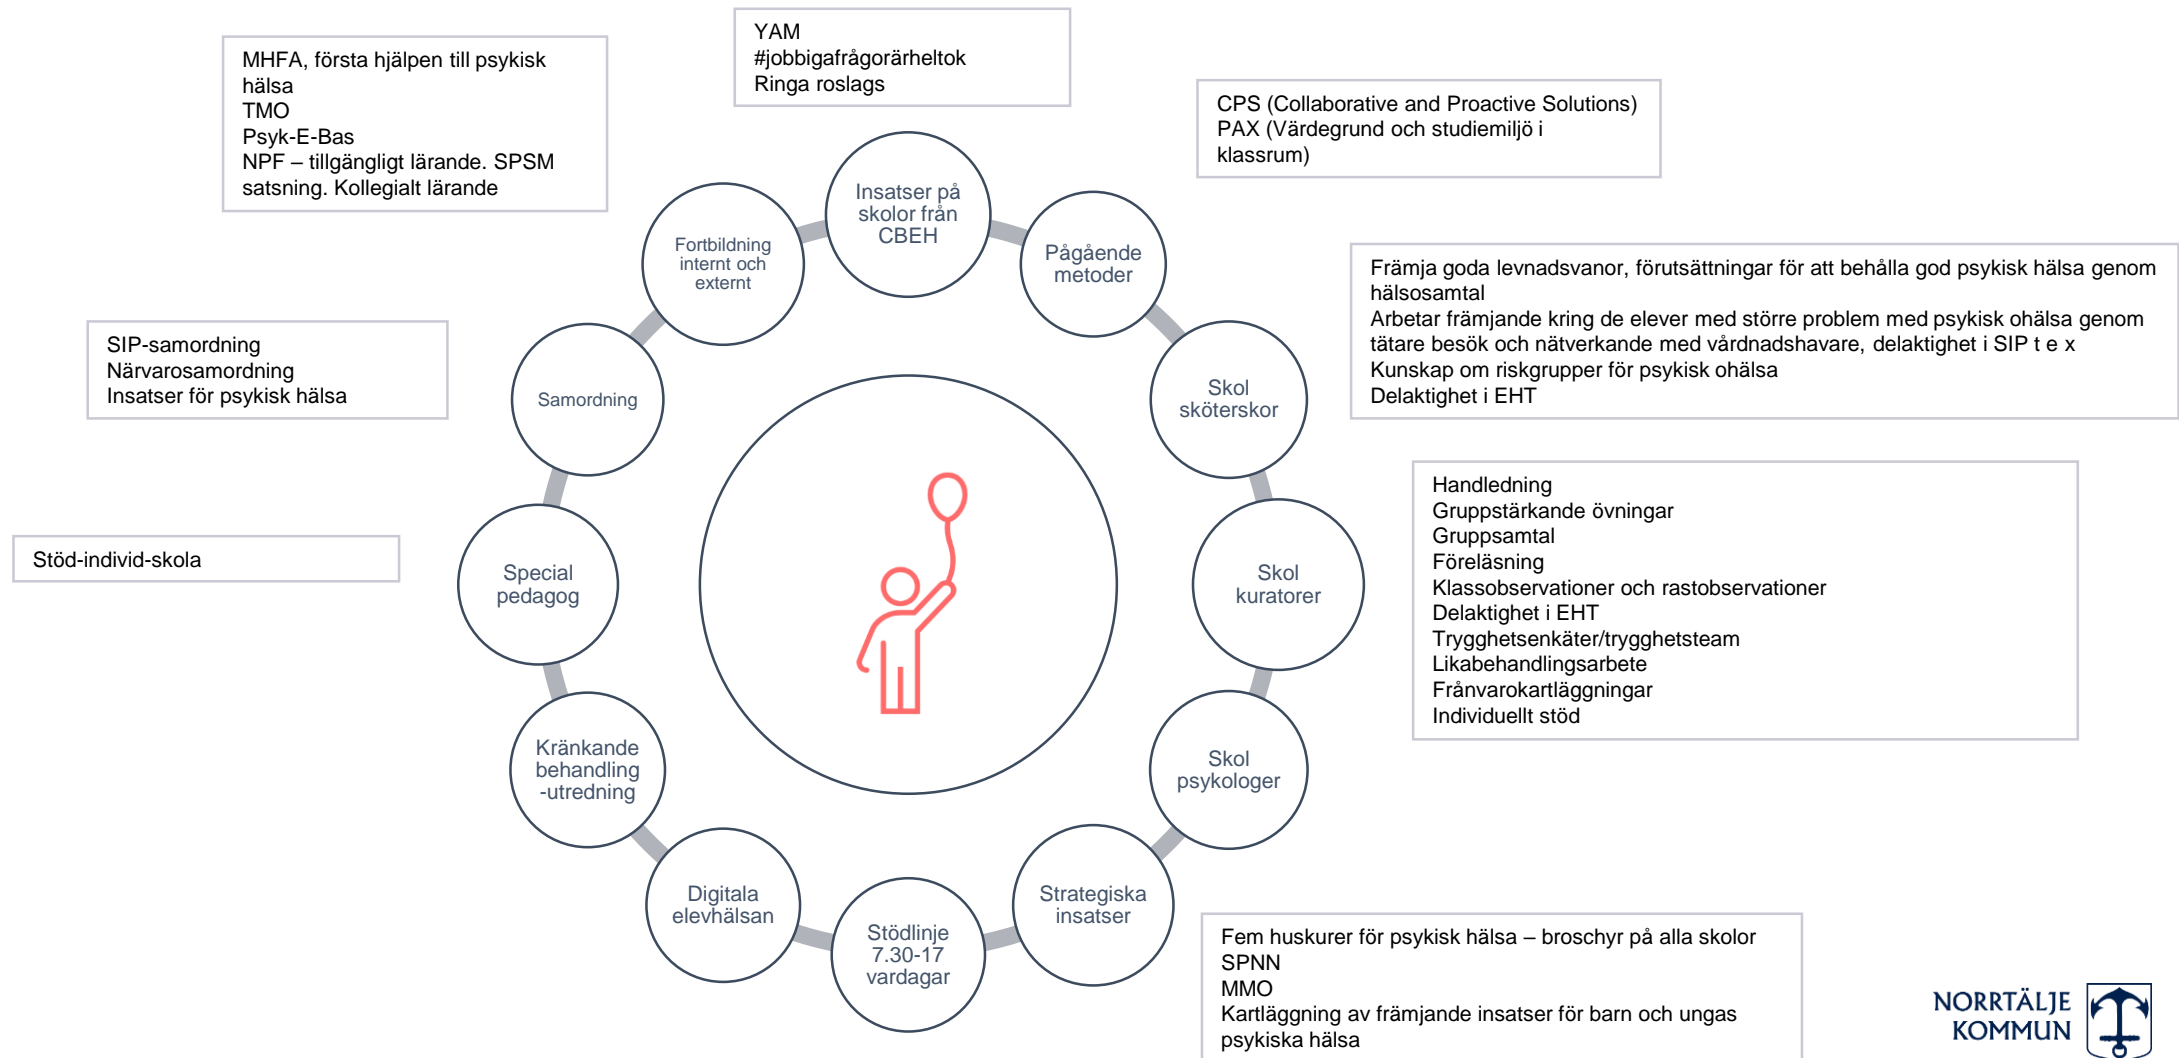 YAM
#jobbigafrågorärheltok
Ringa roslags
MHFA, första hjälpen till psykisk
hälsa
TMO
Psyk-E-Bas
NPF – tillgängligt lärande. SPSM
satsning. Kollegialt lärande
CPS (Collaborative and Proactive Solutions)
PAX (Värdegrund och studiemiljö i
klassrum)
Insatser på
skolor från
CBEH
Fortbildning
internt och
externt
Pågående
metoder
Främja goda levnadsvanor, förutsättningar för att behålla god psykisk hälsa genom
hälsosamtal
Arbetar främjande kring de elever med större problem med psykisk ohälsa genom
tätare besök och nätverkande med vårdnadshavare, delaktighet i SIP t e x
Kunskap om riskgrupper för psykisk ohälsa
Delaktighet i EHT
SIP-samordning
Närvarosamordning
Insatser för psykisk hälsa
Samordning
Skol
sköterskor
Handledning
Gruppstärkande övningar
Gruppsamtal
Föreläsning
Klassobservationer och rastobservationer
Delaktighet i EHT
Trygghetsenkäter/trygghetsteam
Likabehandlingsarbete
Frånvarokartläggningar
Individuellt stöd
Stöd-individ-skola
Special
pedagog
Skol
kuratorer
Kränkande
behandling
-utredning
Skol
psykologer
Digitala
elevhälsan
Stödlinje
7.30-17
vardagar
Strategiska
insatser
Fem huskurer för psykisk hälsa – broschyr på alla skolor
SPNN
MMO
Kartläggning av främjande insatser för barn och ungas
psykiska hälsa
NORRTÄLJE
KOMMUN